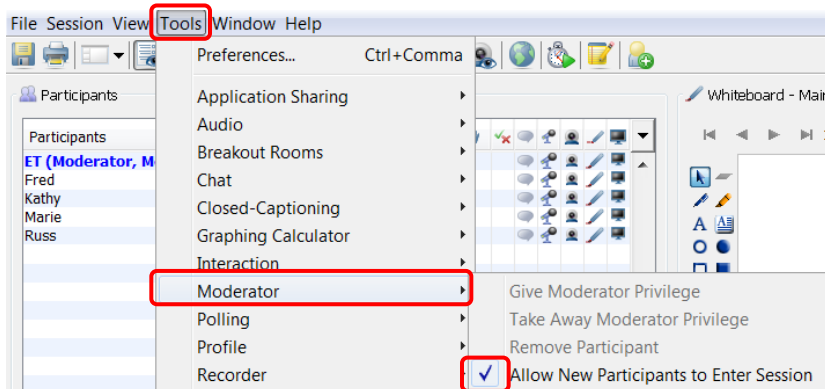 File Session View Tools Window Help
Preferences... Ctrl+Comma
Participants
Whiteboard - Mair
Application Sharing
Participants
Audio
ET (Moderator, M
Breakout Rooms
Fred
Chat
Kathy
Closed-Captioning
Marie
Graphing Calculator
Russ
Interaction
Moderator
Give Moderator Privilege
Polling
Take Away Moderator Privilege
Profile
Remove Participant
Recorder
Allow New Participants to Enter Session